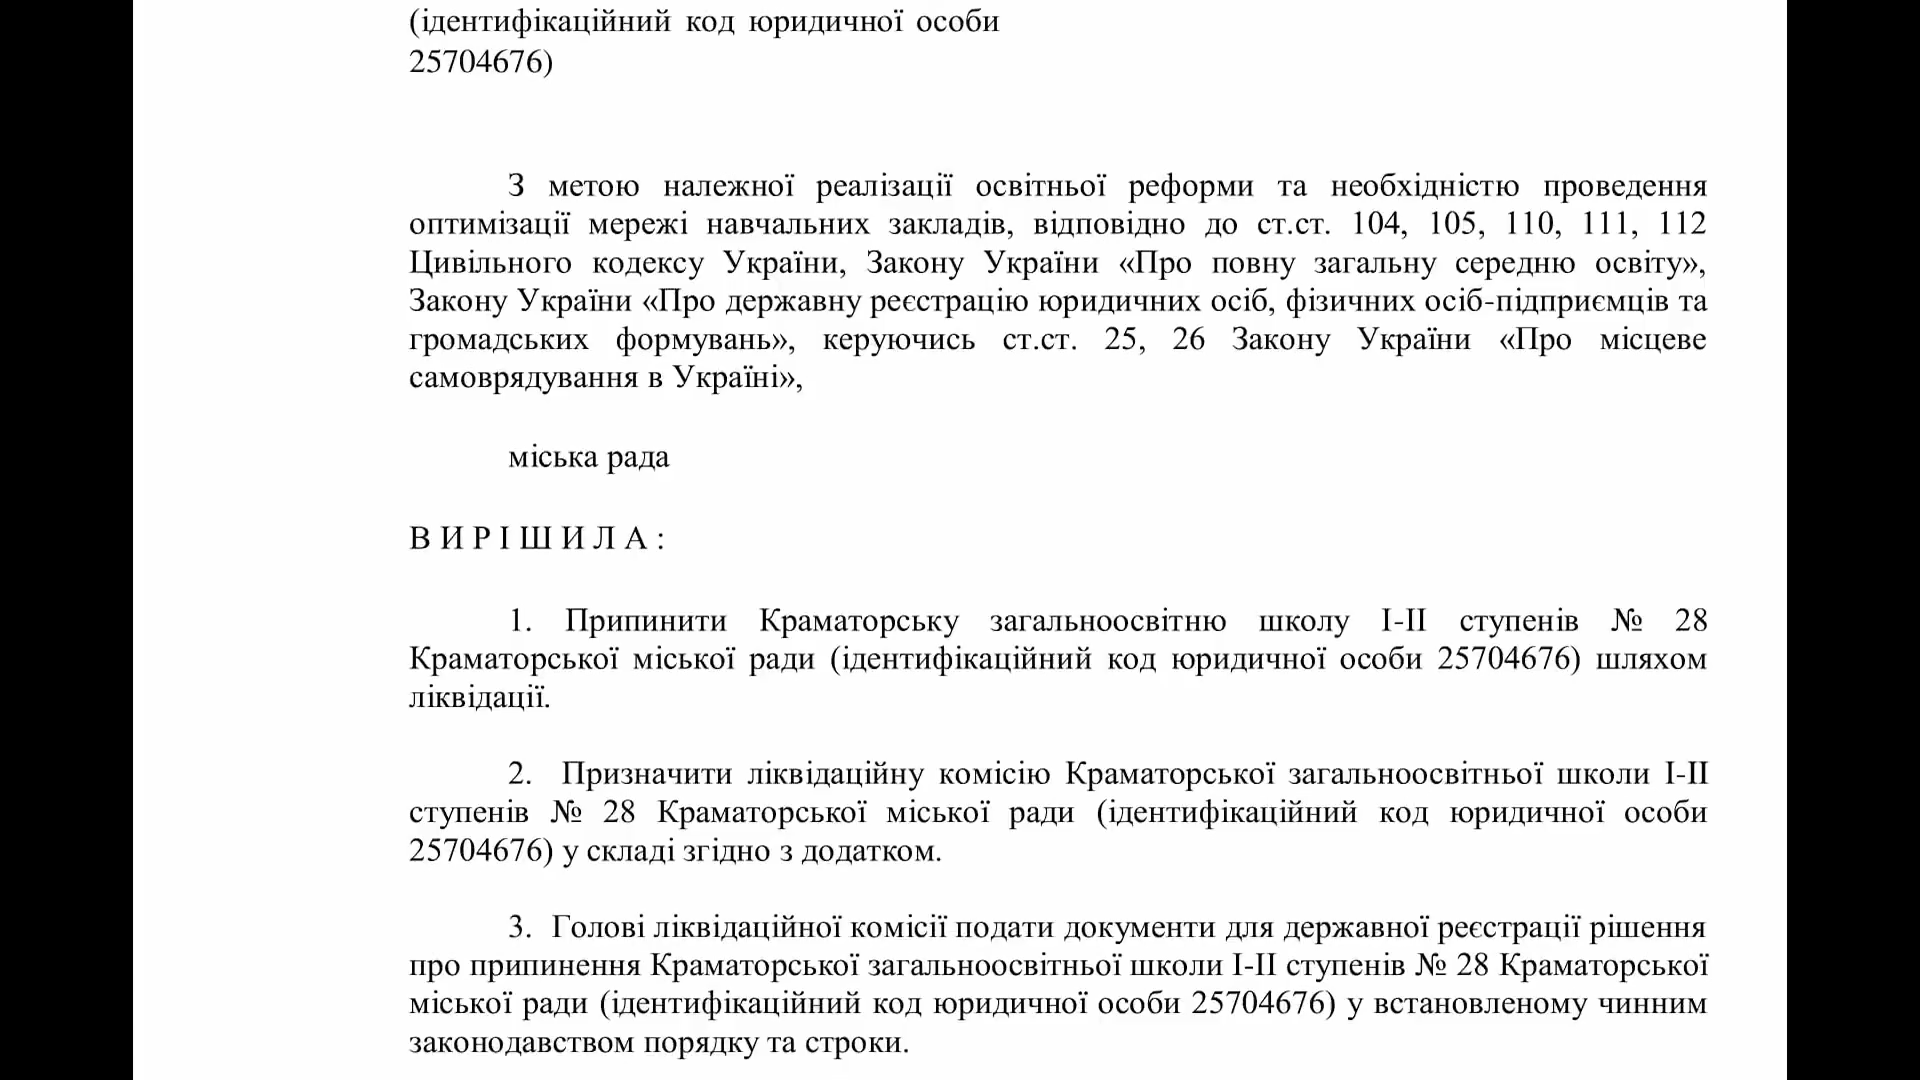 (ідентифікаційний код юридичної особи
25704676)
З метою належної реалізації освітньої реформи та необхідністю проведення
оптимізації мережі навчальних закладів, відповідно до ст.ст. 104, 105, 110, 111, 112
Цивільного кодексу України, Закону України «Про повну загальну середню освіту»,
Закону України «Про державну реєстрацію юридичних осіб, фізичних осіб-підприємців та
громадських формувань», керуючись ст.ст. 25, 26 Закону України «Про місцеве
самоврядування в Україні»,
міська рада
В И Р І Ш И Л А :
1. Припинити Краматорську загальноосвітню школу І-ІІ ступенів № 28
Краматорської міської ради (ідентифікаційний код юридичної особи 25704676) шляхом
ліквідації.
2. Призначити ліквідаційну комісію Краматорської загальноосвітньої школи І-ІІ
ступенів № 28 Краматорської міської ради (ідентифікаційний код юридичної особи
25704676) у складі згідно з додатком.
3. Голові ліквідаційної комісії подати документи для державної реєстрації рішення
про припинення Краматорської загальноосвітньої школи І-ІІ ступенів № 28 Краматорської
міської ради (ідентифікаційний код юридичної особи 25704676) у встановленому чинним
законодавством порядку та строки.